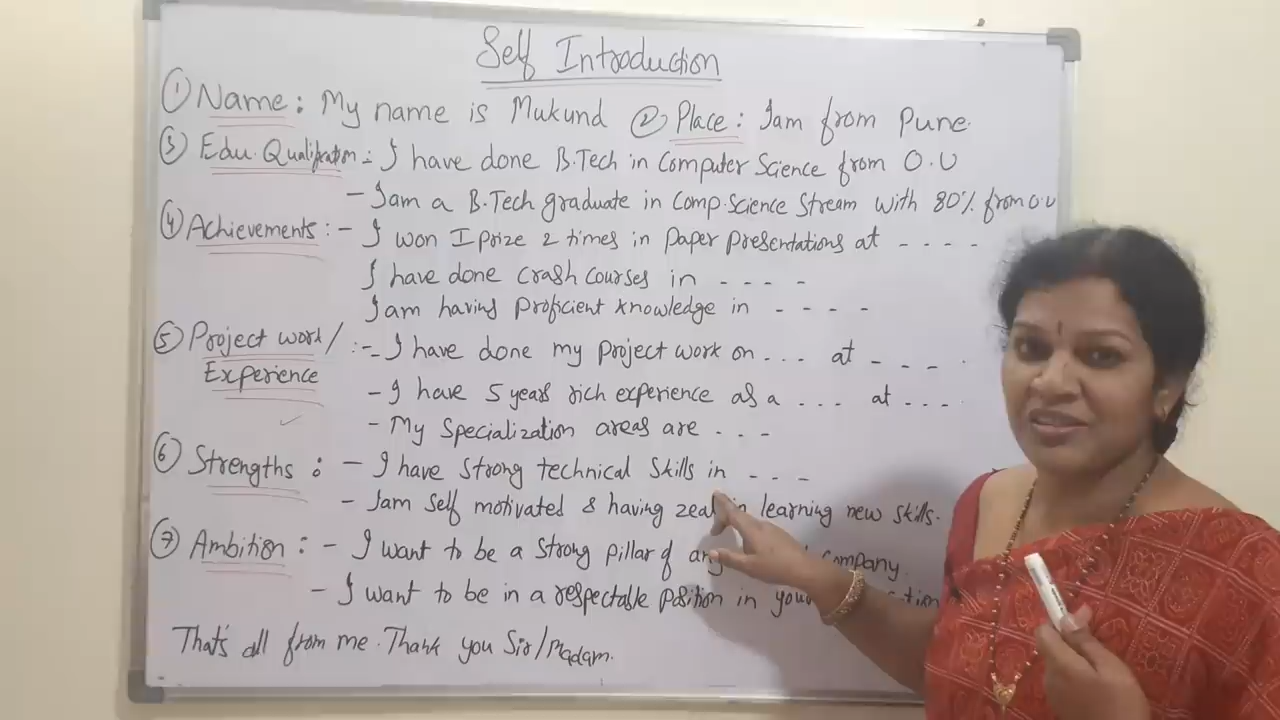 Self Introduction
① Name : My name is Mukund ② Place : I am from Pune.
③ Edu. Qualification :- I have done B.Tech in Computer Science from O.U
- I am a B.Tech graduate in Comp.Science Stream with 80% from O.U
④ Achievements :- I won I prize 2 times in Paper Presentations at - - - -
I have done crash courses in - - - -
I am having Proficient knowledge in - - - -
⑤ Project work/ :- - I have done my Project work on . . . at - - - -
Experience - I have 5 years rich experience as a . . . at - - - -
- My Specialization areas are - - -
⑥ Strengths : - I have strong technical skills in - - -
- I am self motivated & having zeal in learning new skills.
⑦ Ambition : - I want to be a strong pillar of any company.
- I want to be in a respectable position in
That's all from me. Thank you Sir/Madam.